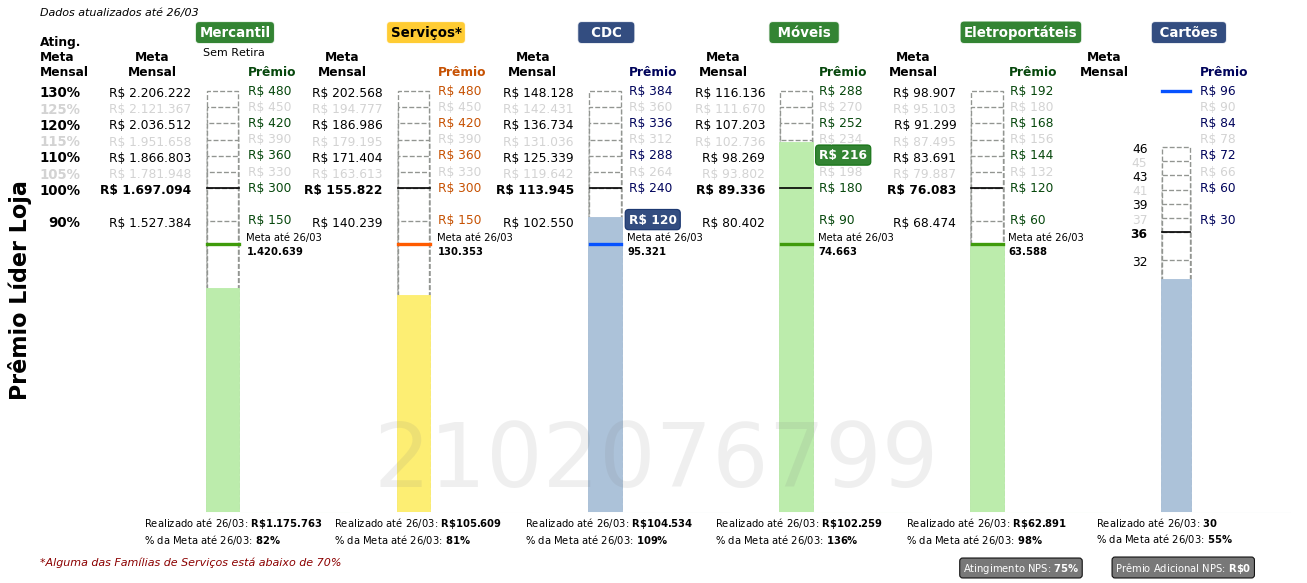 Dados atualizados até 26/03
Mercantil Serviços* CDC Móveis Eletroportáteis Cartões
Sem Retira
Ating. Meta Mensal
Meta Mensal Prêmio Meta Mensal Prêmio Meta Mensal Prêmio Meta Mensal Prêmio Meta Mensal Prêmio Meta Mensal Prêmio
130% R$ 2.206.222 R$ 480 R$ 202.568 R$ 480 R$ 148.128 R$ 384 R$ 116.136 R$ 288 R$ 98.907 R$ 192 R$ 96
125% R$ 2.121.367 R$ 450 R$ 194.777 R$ 450 R$ 142.431 R$ 360 R$ 111.670 R$ 270 R$ 95.103 R$ 180 R$ 90
120% R$ 2.036.512 R$ 420 R$ 186.986 R$ 420 R$ 136.734 R$ 336 R$ 107.203 R$ 252 R$ 91.299 R$ 168 R$ 84
115% R$ 1.951.658 R$ 390 R$ 179.195 R$ 390 R$ 131.036 R$ 312 R$ 102.736 R$ 234 R$ 87.495 R$ 156 R$ 78
110% R$ 1.866.803 R$ 360 R$ 171.404 R$ 360 R$ 125.339 R$ 288 R$ 98.269 R$ 216 R$ 83.691 R$ 144 46 R$ 72
105% R$ 1.781.948 R$ 330 R$ 163.613 R$ 330 R$ 119.642 R$ 264 R$ 93.802 R$ 198 R$ 79.887 R$ 132 45 R$ 66
100% R$ 1.697.094 R$ 300 R$ 155.822 R$ 300 R$ 113.945 R$ 240 R$ 89.336 R$ 180 R$ 76.083 R$ 120 43 R$ 60
41
39
90% R$ 1.527.384 R$ 150 R$ 140.239 R$ 150 R$ 102.550 R$ 120 R$ 80.402 R$ 90 R$ 68.474 R$ 60 37 R$ 30
36
32
Meta até 26/03 Meta até 26/03 Meta até 26/03 Meta até 26/03 Meta até 26/03
1.420.639 130.353 95.321 74.663 63.588
Prêmio Líder Loja
2102076799
Realizado até 26/03: R$1.175.763 Realizado até 26/03: R$105.609 Realizado até 26/03: R$104.534 Realizado até 26/03: R$102.259 Realizado até 26/03: R$62.891 Realizado até 26/03: 30
% da Meta até 26/03: 82% % da Meta até 26/03: 81% % da Meta até 26/03: 109% % da Meta até 26/03: 136% % da Meta até 26/03: 98% % da Meta até 26/03: 55%
*Alguma das Famílias de Serviços está abaixo de 70%
Atingimento NPS: 75% Prêmio Adicional NPS: R$0